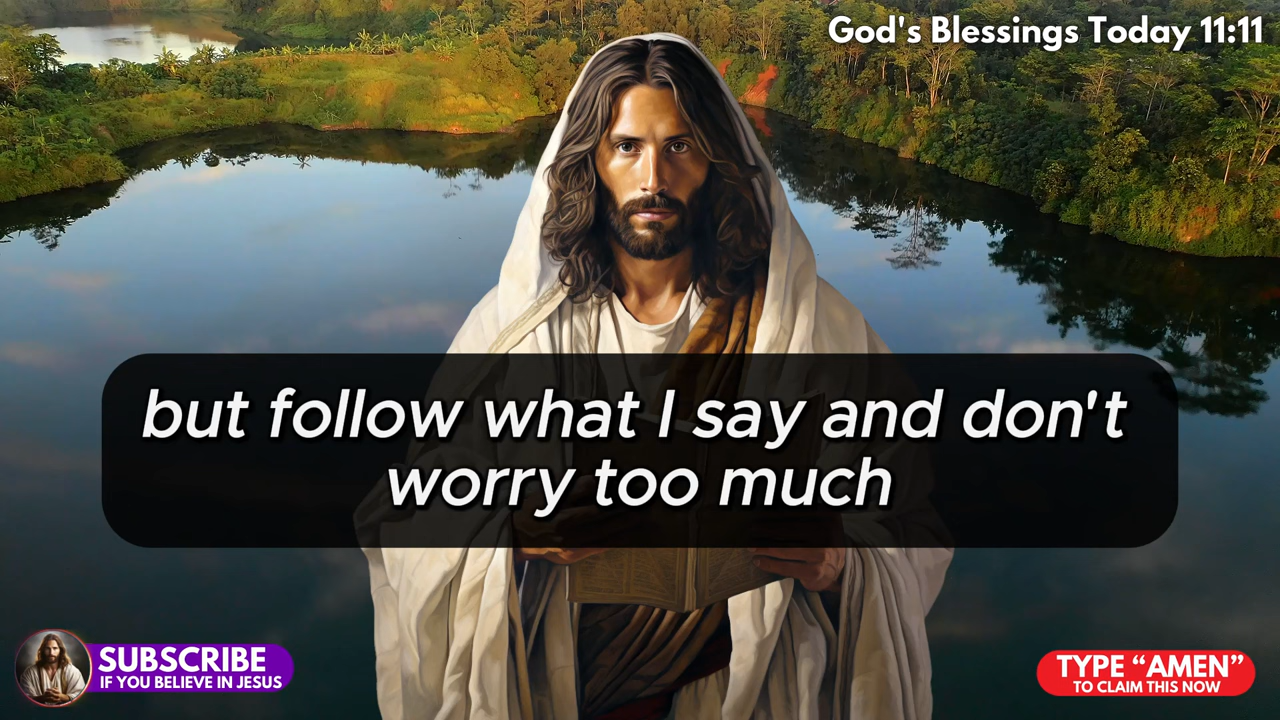 God's Blessings Today 11:11
but follow what I say and don't
worry too much
SUBSCRIBE
IF YOU BELIEVE IN JESUS
TYPE “AMEN”
TO CLAIM THIS NOW